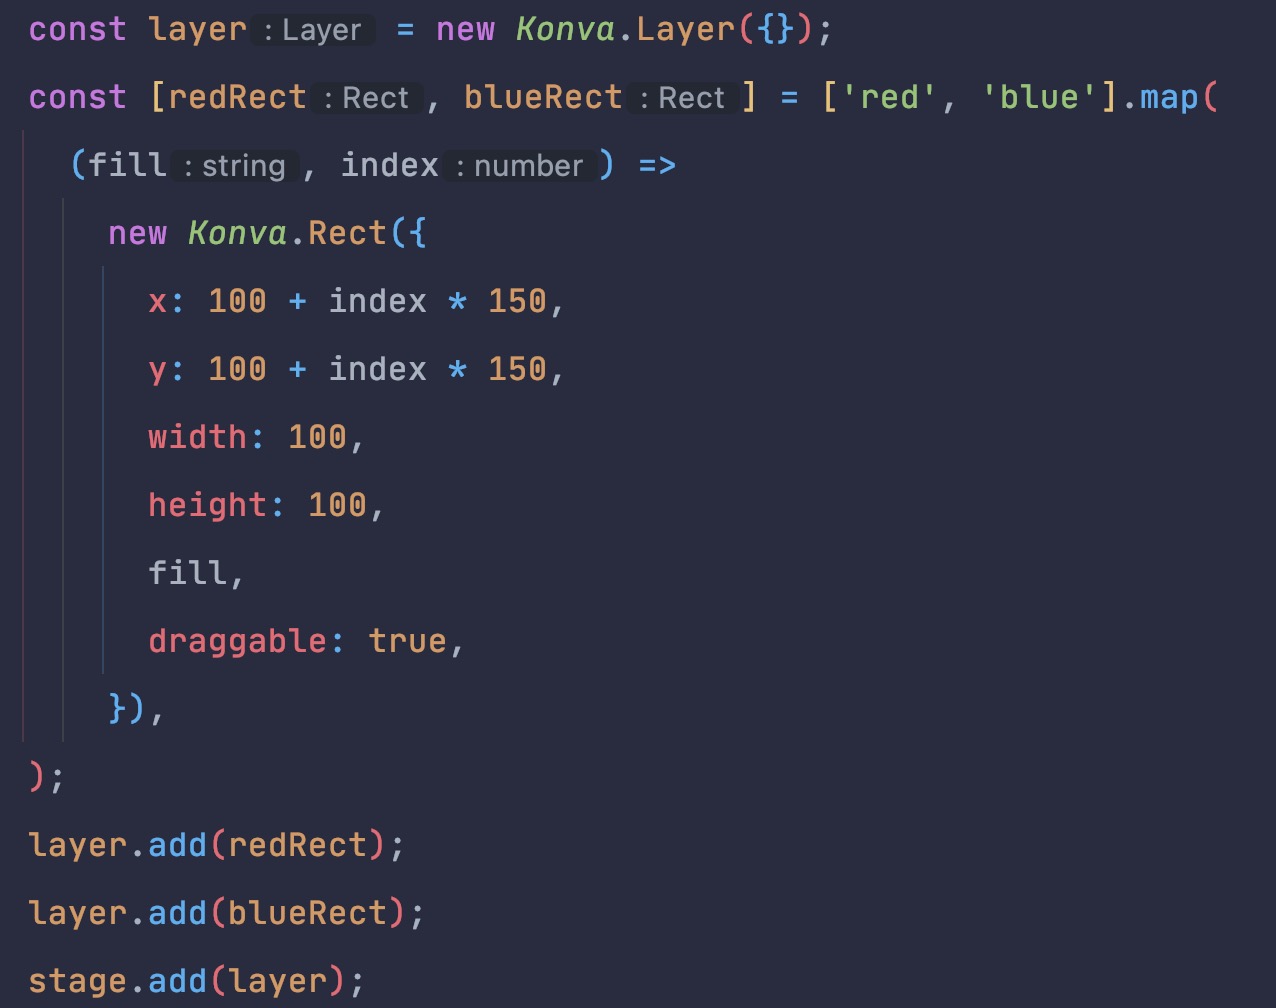 const layer : Layer = new Konva.Layer({});
const [redRect : Rect, blueRect : Rect] = ['red', 'blue'].map(
(fill : string, index : number) =>
new Konva.Rect({
x: 100 + index * 150,
y: 100 + index * 150,
width: 100,
height: 100,
fill,
draggable: true,
}),
);
layer.add(redRect);
layer.add(blueRect);
stage.add(layer);